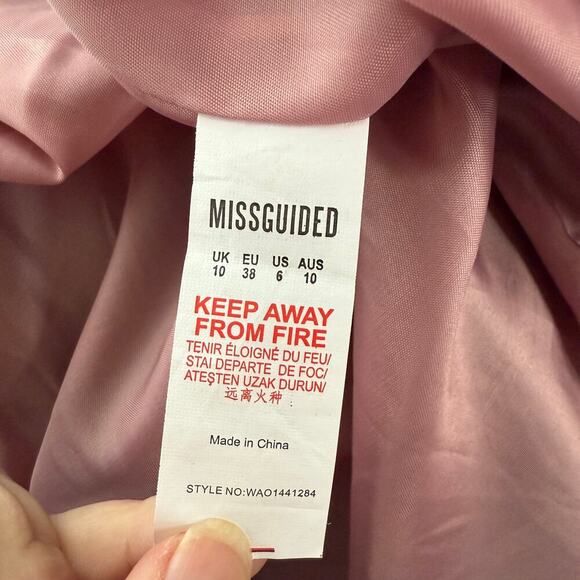 MISSGUIDED
UK EU US AUS
10 38 6 10
KEEP AWAY
FROM FIRE
TENIR ÉLOIGNÉ DU FEU/
STAI DEPARTE DE FOC/
ATEŞTEN UZAK DURUN/
远离火种
Made in China
STYLE NO:WAO1441284